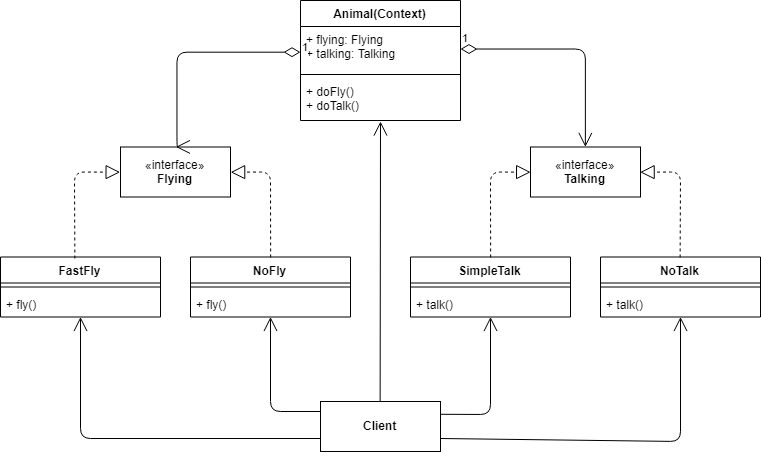 Animal(Context)
+ flying: Flying
+ talking: Talking
1
1
+ doFly()
+ doTalk()
«interface»
Flying
«interface»
Talking
FastFly
+ fly()
NoFly
+ fly()
SimpleTalk
+ talk()
NoTalk
+ talk()
Client